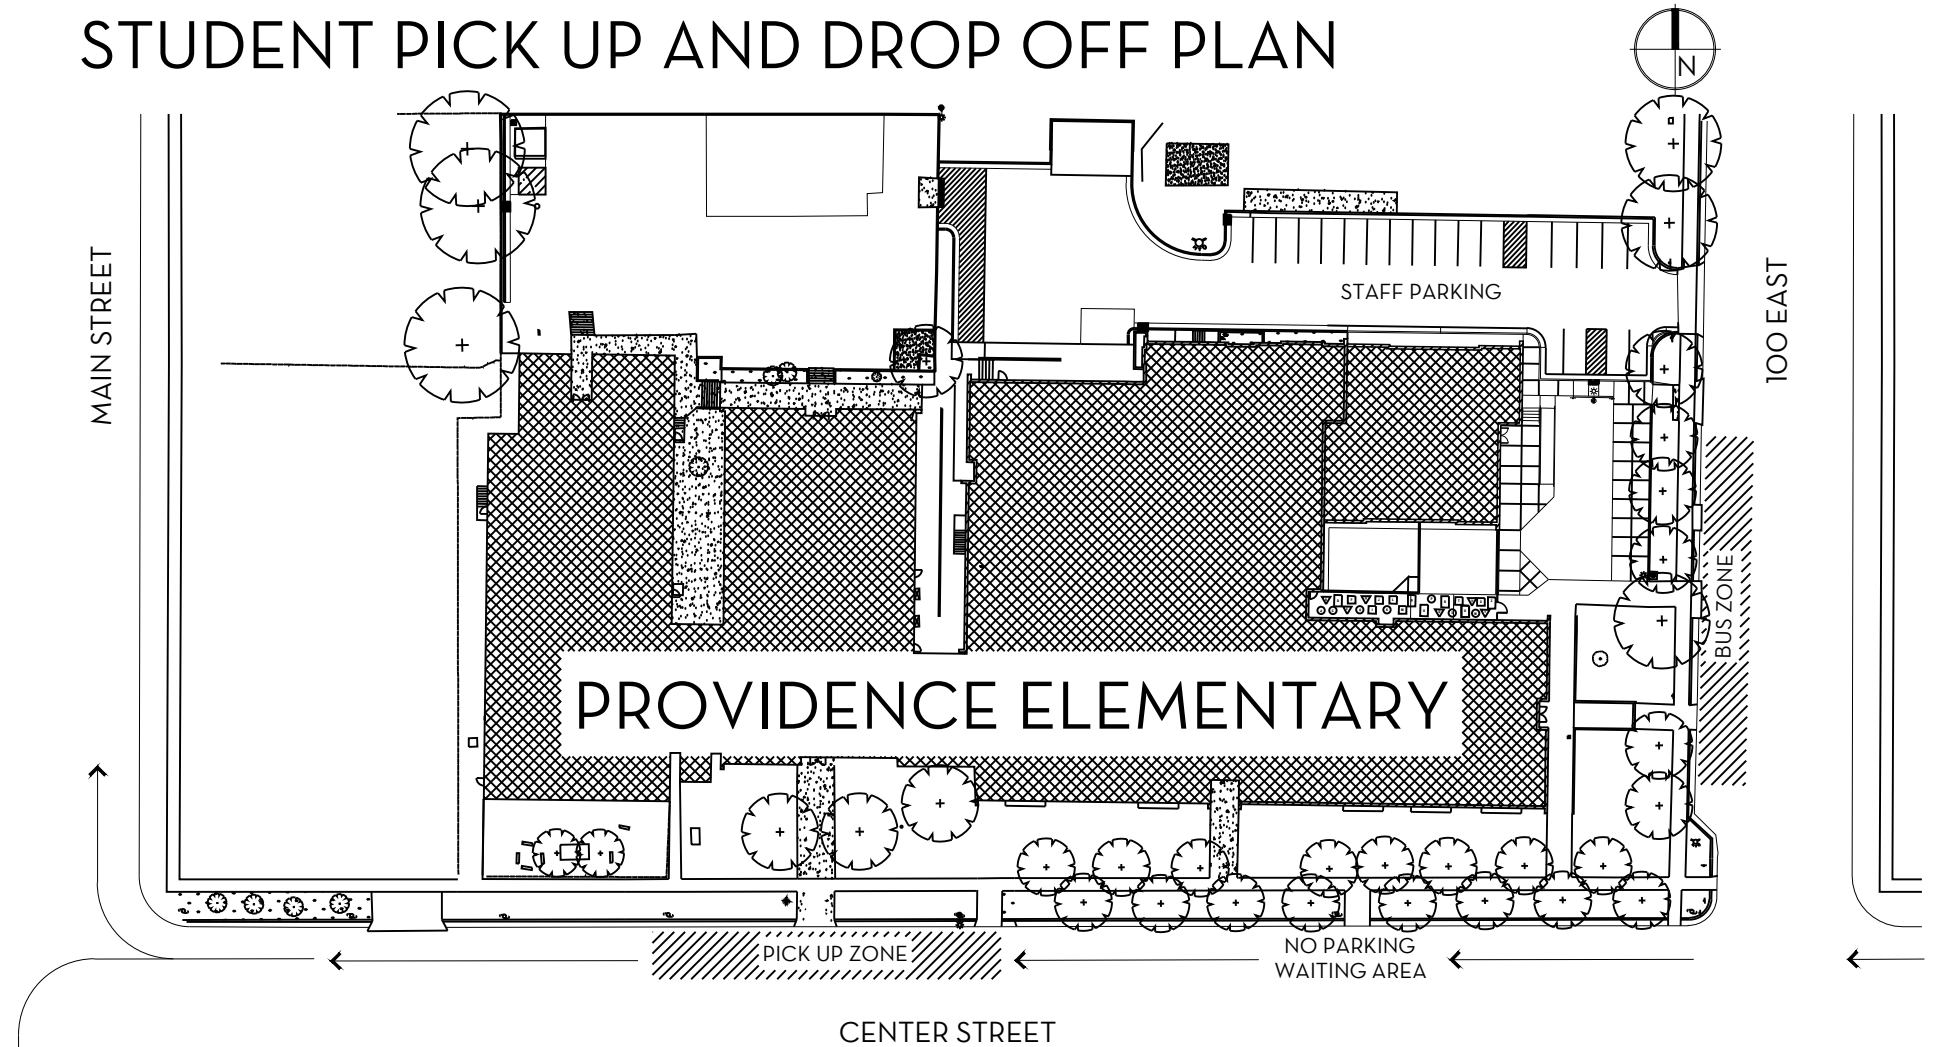 STUDENT PICK UP AND DROP OFF PLAN
N
MAIN STREET
STAFF PARKING
100 EAST
BUS ZONE
PROVIDENCE ELEMENTARY
PICK UP ZONE
NO PARKING
WAITING AREA
CENTER STREET